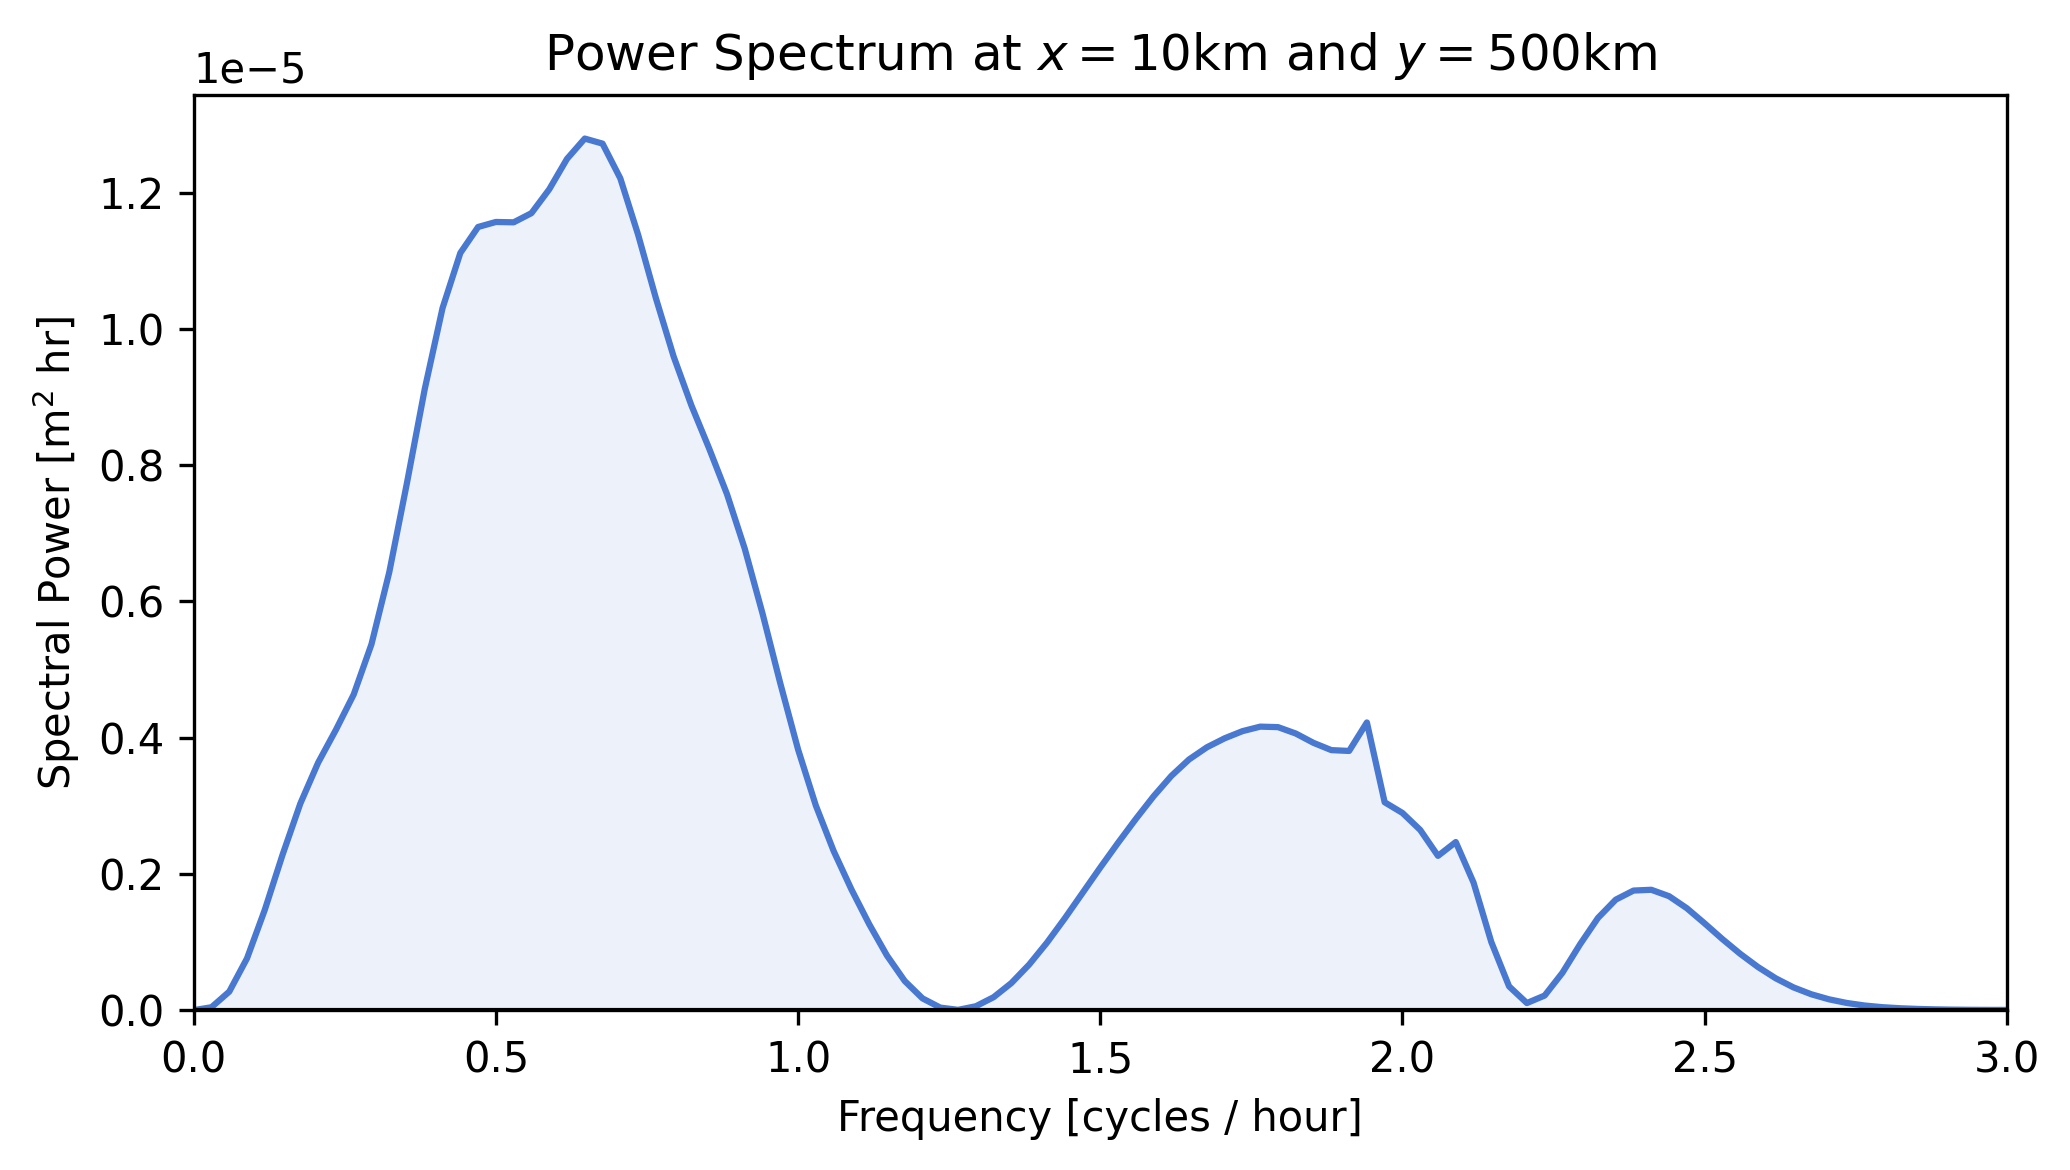 Power Spectrum at x = 10km and y = 500km
1e−5
1.2
1.0
0.8
0.6
0.4
0.2
0.0
Spectral Power [m² hr]
0.0 0.5 1.0 1.5 2.0 2.5 3.0
Frequency [cycles / hour]